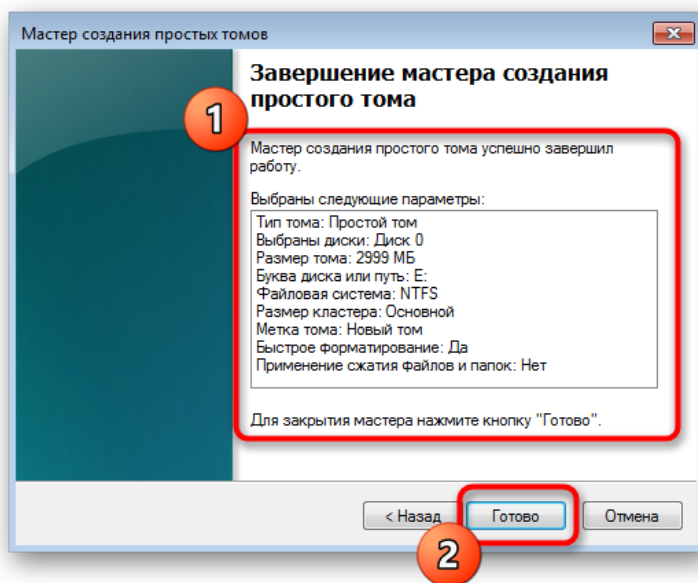 Мастер создания простых томов
Завершение мастера создания
простого тома
1
Мастер создания простого тома успешно завершил
работу.
Выбраны следующие параметры:
Тип тома: Простой том
Выбраны диски: Диск 0
Размер тома: 2999 МБ
Буква диска или путь: E:
Файловая система: NTFS
Размер кластера: Основной
Метка тома: Новый том
Быстрое форматирование: Да
Применение сжатия файлов и папок: Нет
Для закрытия мастера нажмите кнопку "Готово".
< Назад Готово Отмена
2